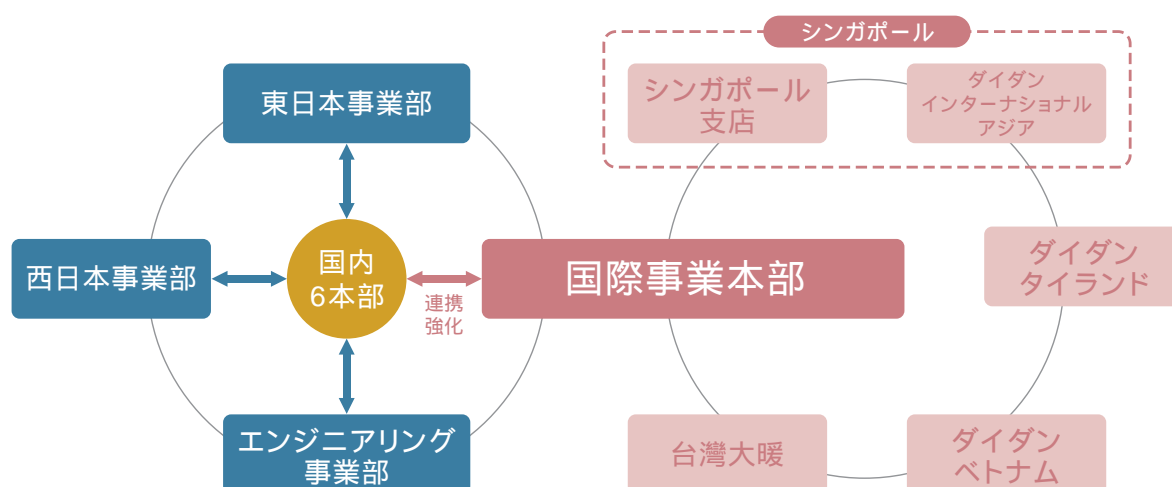 シンガポール
シンガポール
支店
ダイダン
インターナショナル
アジア
東日本事業部
西日本事業部
国内
6本部
連携
強化
国際事業本部
ダイダン
タイランド
エンジニアリング
事業部
台灣大暖
ダイダン
ベトナム